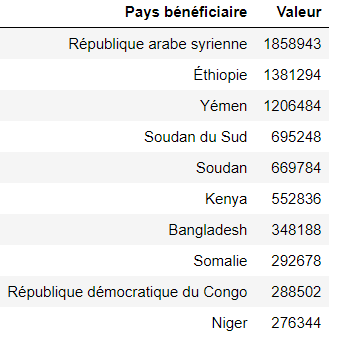 Pays bénéficiaire Valeur
République arabe syrienne 1858943
Éthiopie 1381294
Yémen 1206484
Soudan du Sud 695248
Soudan 669784
Kenya 552836
Bangladesh 348188
Somalie 292678
République démocratique du Congo 288502
Niger 276344